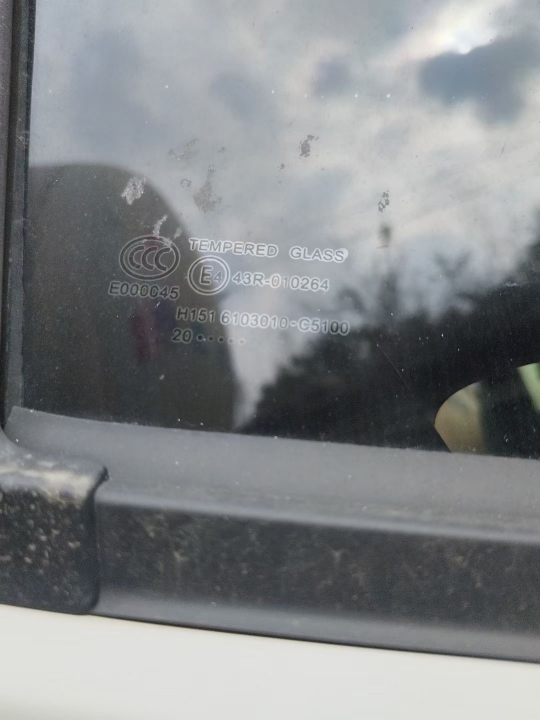 TEMPERED GLASS
CCC E4 43R-010264
E000045
H151 6103010-C5100
20 •••••